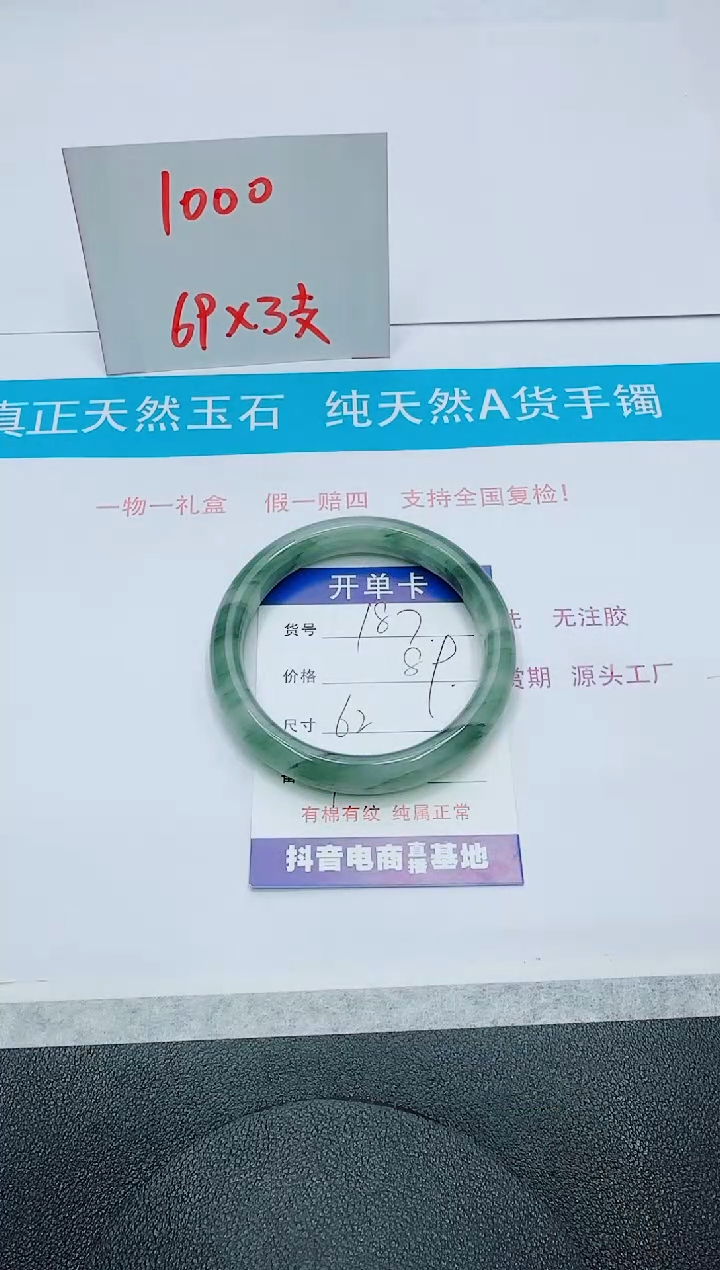 1000
6P×3支
真正天然玉石 纯天然A货手镯
一物一礼盒 假一赔四 支持全国复检!
开单卡
货号 187.
无注胶
价格 8P.
赏期 源头工厂
尺寸 62
有棉有纹 纯属正常
抖音电商直播基地